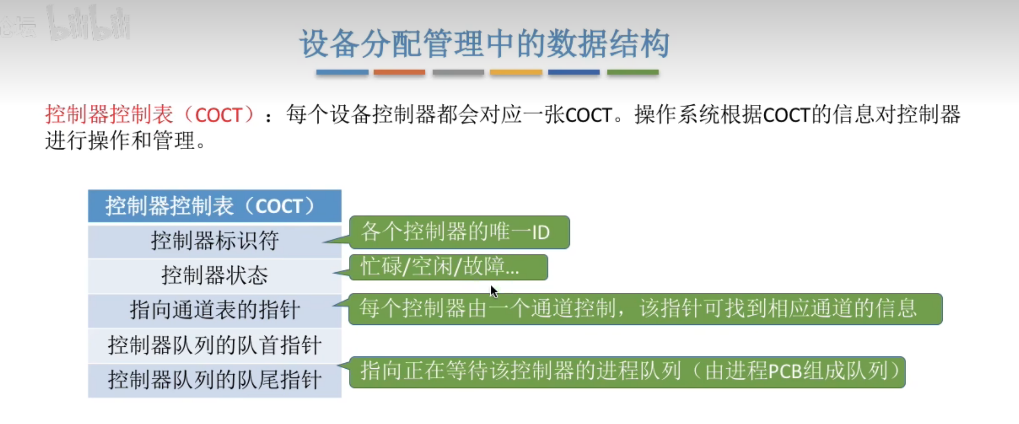 bilibili
设备分配管理中的数据结构
控制器控制表（COCT）：每个设备控制器都会对应一张COCT。操作系统根据COCT的信息对控制器
进行操作和管理。
控制器控制表（COCT）
控制器标识符
各个控制器的唯一ID
控制器状态
忙碌/空闲/故障...
指向通道表的指针
每个控制器由一个通道控制，该指针可找到相应通道的信息
控制器队列的队首指针
控制器队列的队尾指针
指向正在等待该控制器的进程队列（由进程PCB组成队列）